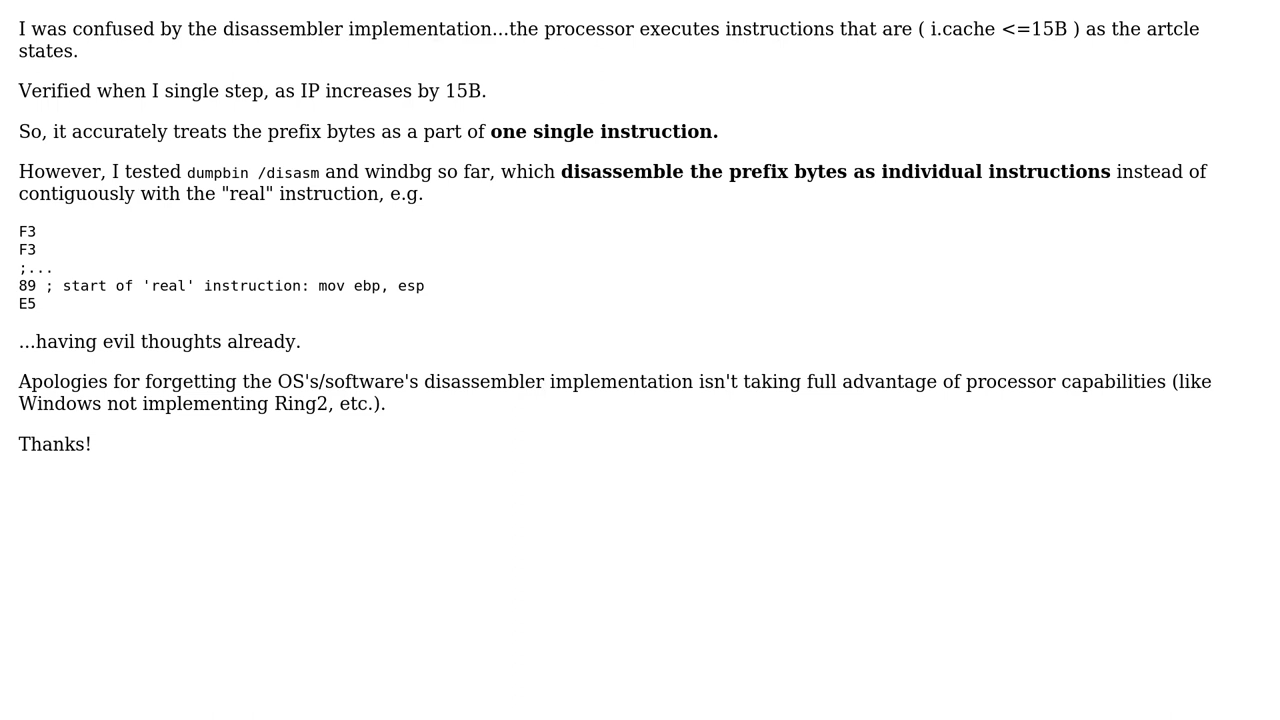 I was confused by the disassembler implementation...the processor executes instructions that are ( i.cache <=15B ) as the artcle
states.
Verified when I single step, as IP increases by 15B.
So, it accurately treats the prefix bytes as a part of one single instruction.
However, I tested dumpbin /disasm and windbg so far, which disassemble the prefix bytes as individual instructions instead of
contiguously with the "real" instruction, e.g.
F3
F3
;...
89 ; start of 'real' instruction: mov ebp, esp
E5
...having evil thoughts already.
Apologies for forgetting the OS's/software's disassembler implementation isn't taking full advantage of processor capabilities (like
Windows not implementing Ring2, etc.).
Thanks!